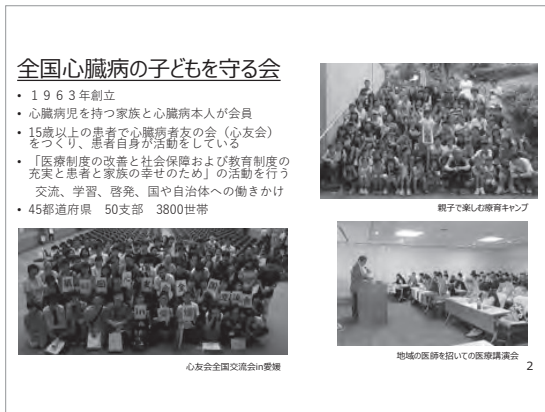 全国心臓病の子どもを守る会
• １９６３年創立
• 心臓病児を持つ家族と心臓病本人が会員
• 15歳以上の患者で心臓病者友の会（心友会）
をつくり、患者自身が活動をしている
• 「医療制度の改善と社会保障および教育制度の
充実と患者と家族の幸せのため」の活動を行う
交流、学習、啓発、国や自治体への働きかけ
• 45都道府県　50支部　3800世帯
親子で楽しむ療育キャンプ
心友会全国交流会in愛媛
地域の医師を招いての医療講演会
2